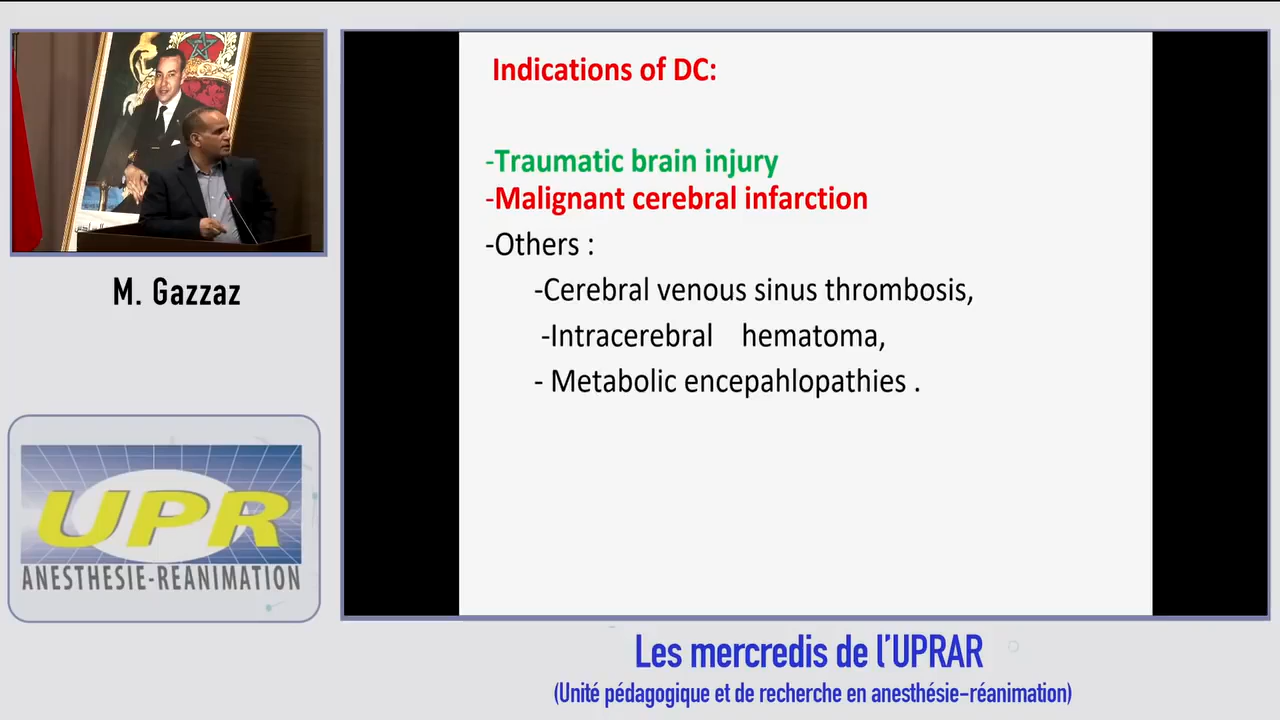 Indications of DC:
-Traumatic brain injury
-Malignant cerebral infarction
-Others :
-Cerebral venous sinus thrombosis,
-Intracerebral hematoma,
- Metabolic encepahlopathies .
M. Gazzaz
UPR
ANESTHESIE-REANIMATION
Les mercredis de l'UPRAR
(Unité pédagogique et de recherche en anesthésie-réanimation)